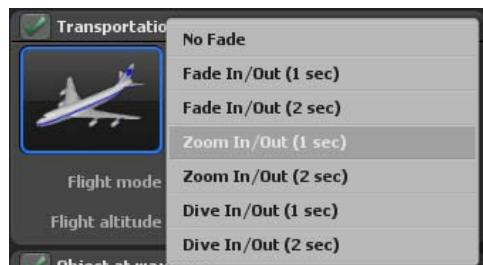 Transportatio
No Fade
Fade In/Out (1 sec)
Fade In/Out (2 sec)
Zoom In/Out (1 sec)
Flight mode
Zoom In/Out (2 sec)
Dive In/Out (1 sec)
Flight altitude
Dive In/Out (2 sec)